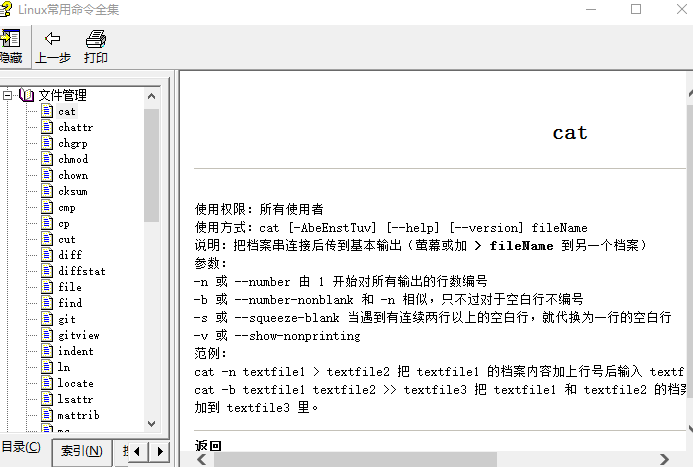 Linux常用命令全集
隐藏 上一步 打印
文件管理
cat
chattr
chgrp
chmod
chown
cksum
cmp
cp
cut
diff
diffstat
file
find
git
gitview
indent
ln
locate
lsattr
mattrib
目录(C) 索引(N)
cat
使用权限：所有使用者
使用方式：cat [-AbeEnstTuv] [--help] [--version] fileName
说明：把档案串连接后传到基本输出（萤幕或加 > fileName 到另一个档案）
参数：
-n 或 --number 由 1 开始对所有输出的行数编号
-b 或 --number-nonblank 和 -n 相似，只不过对于空白行不编号
-s 或 --squeeze-blank 当遇到有连续两行以上的空白行，就代换为一行的空白行
-v 或 --show-nonprinting
范例：
cat -n textfile1 > textfile2 把 textfile1 的档案内容加上行号后输入 textf
cat -b textfile1 textfile2 >> textfile3 把 textfile1 和 textfile2 的档
加到 textfile3 里。
返回